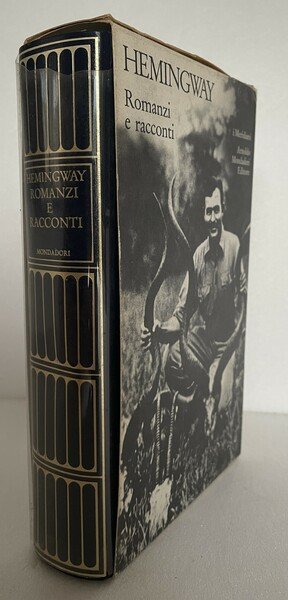 HEMINGWAY
ROMANZI
E
RACCONTI
MONDADORI
HEMINGWAY
Romanzi
e racconti
i Meridiani
Arnoldo
Mondadori
Editore